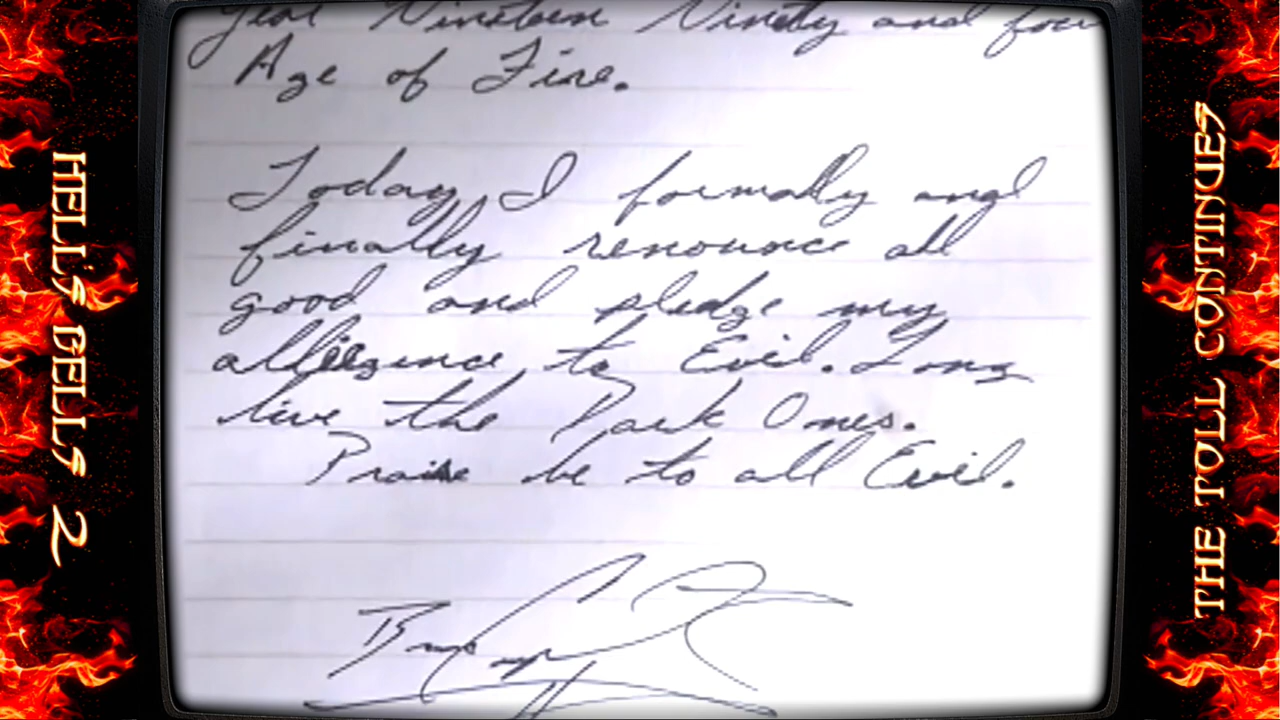 HELL'S BELLS 2
Year Nineteen Ninety and four
Age of Fire.
Today, I formally and
finally renounce all
good and pledge my
alliegence to Evil. Long
live the Dark Ones.
Praise be to all Evil.
THE TOLL CONTINUES